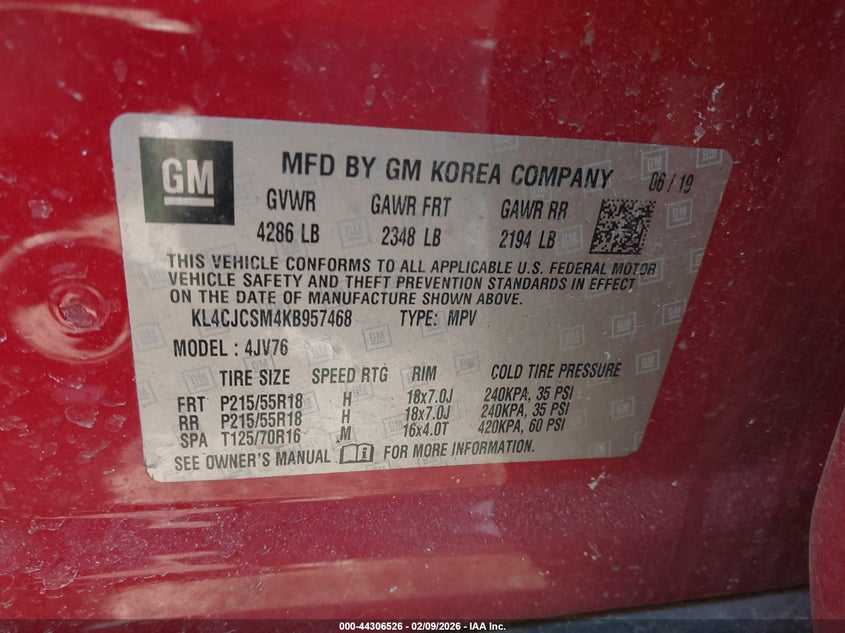 GM
MFD BY GM KOREA COMPANY 06/19
GVWR GAWR FRT GAWR RR
4286 LB 2348 LB 2194 LB
THIS VEHICLE CONFORMS TO ALL APPLICABLE U.S. FEDERAL MOTOR
VEHICLE SAFETY AND THEFT PREVENTION STANDARDS IN EFFECT
ON THE DATE OF MANUFACTURE SHOWN ABOVE.
KL4CJCSM4KB957468 TYPE: MPV
MODEL : 4JV76
TIRE SIZE SPEED RTG RIM COLD TIRE PRESSURE
FRT P215/55R18 H 18x7.0J 240KPA, 35 PSI
RR P215/55R18 H 18x7.0J 240KPA, 35 PSI
SPA T125/70R16 M 16x4.0T 420KPA, 60 PSI
SEE OWNER'S MANUAL FOR MORE INFORMATION.
000-44306526 - 02/09/2026 - IAA Inc.